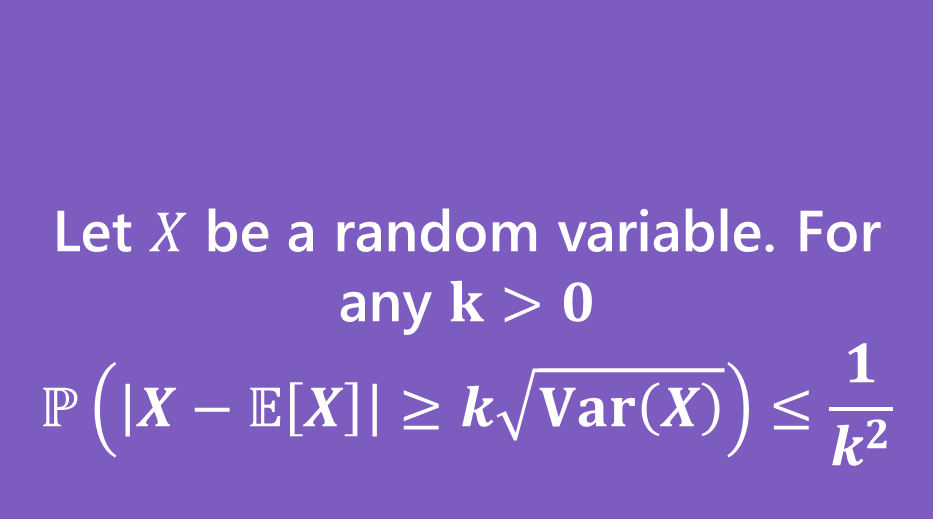 Let 𝑋 be a random variable. For
any 𝐤 > 𝟎
ℙ(|𝑿 − 𝔼[𝑿]| ≥ 𝒌√𝐕𝐚𝐫(𝑿)) ≤ 𝟏/𝒌²